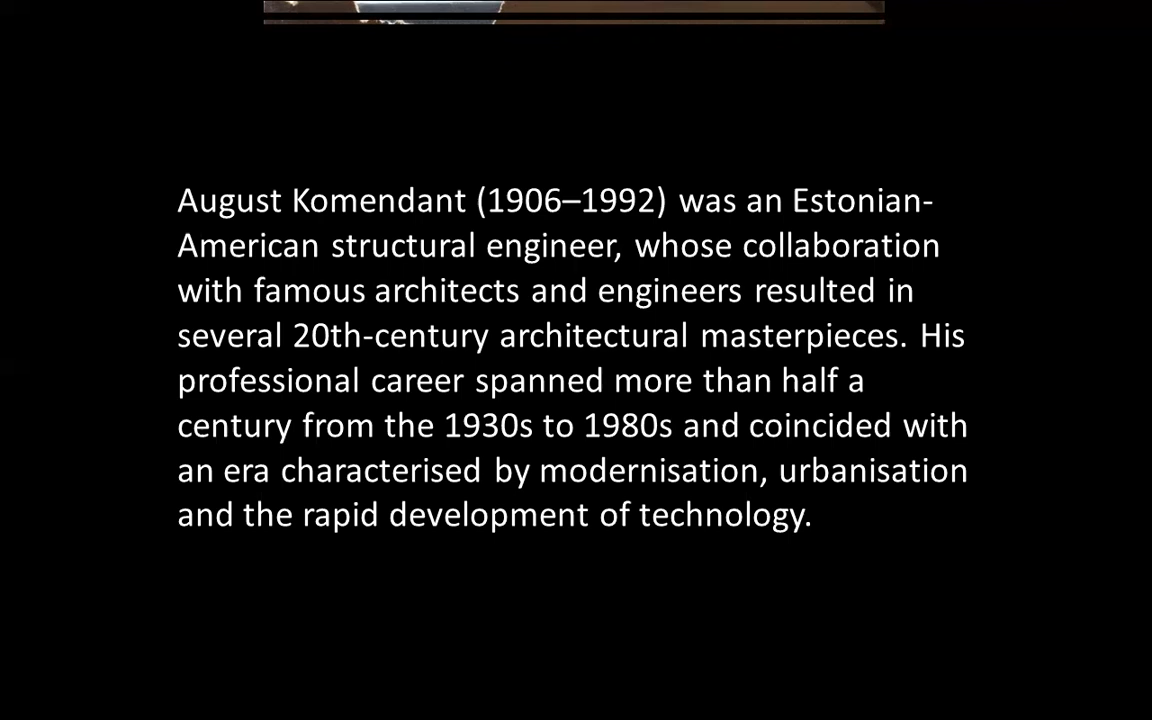 August Komendant (1906–1992) was an Estonian-
American structural engineer, whose collaboration
with famous architects and engineers resulted in
several 20th-century architectural masterpieces. His
professional career spanned more than half a
century from the 1930s to 1980s and coincided with
an era characterised by modernisation, urbanisation
and the rapid development of technology.